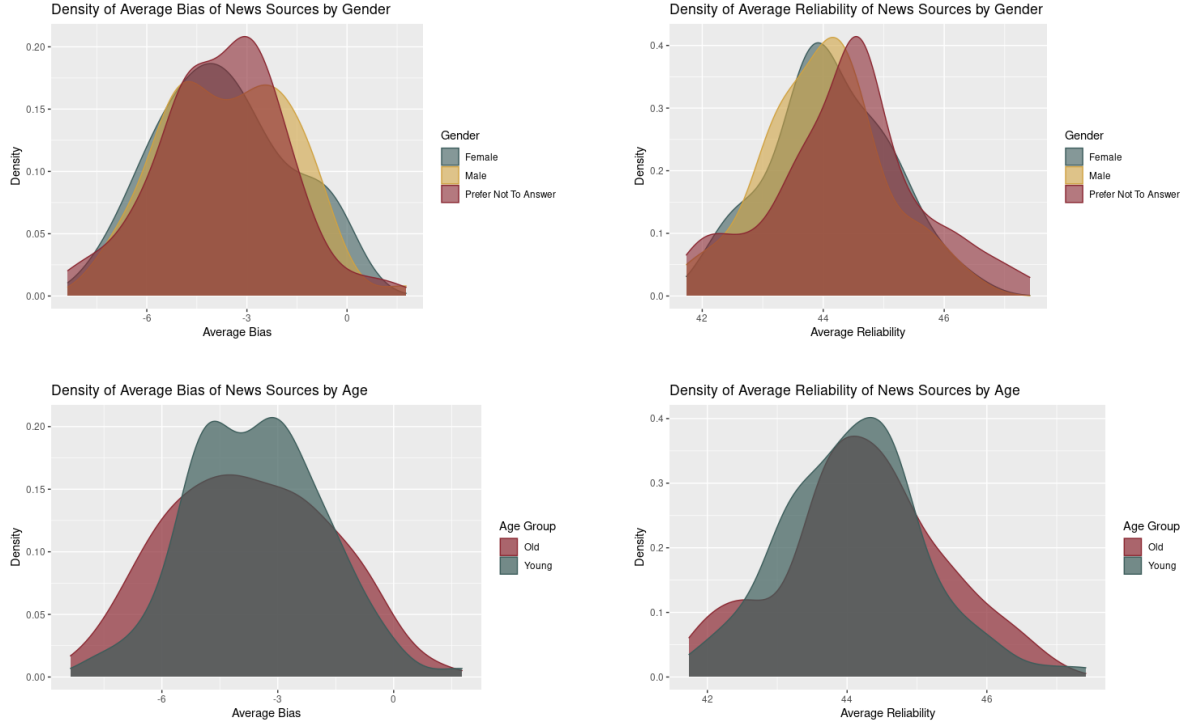 Density of Average Bias of News Sources by Gender
0.20
0.15
0.10
0.05
0.00
Density
-6
-3
0
Average Bias
Gender
Female
Male
Prefer Not To Answer
Density of Average Reliability of News Sources by Gender
0.4
0.3
0.2
0.1
0.0
Density
42
44
46
Average Reliability
Gender
Female
Male
Prefer Not To Answer
Density of Average Bias of News Sources by Age
0.20
0.15
0.10
0.05
0.00
Density
-6
-3
0
Average Bias
Age Group
Old
Young
Density of Average Reliability of News Sources by Age
0.4
0.3
0.2
0.1
0.0
Density
42
44
46
Average Reliability
Age Group
Old
Young